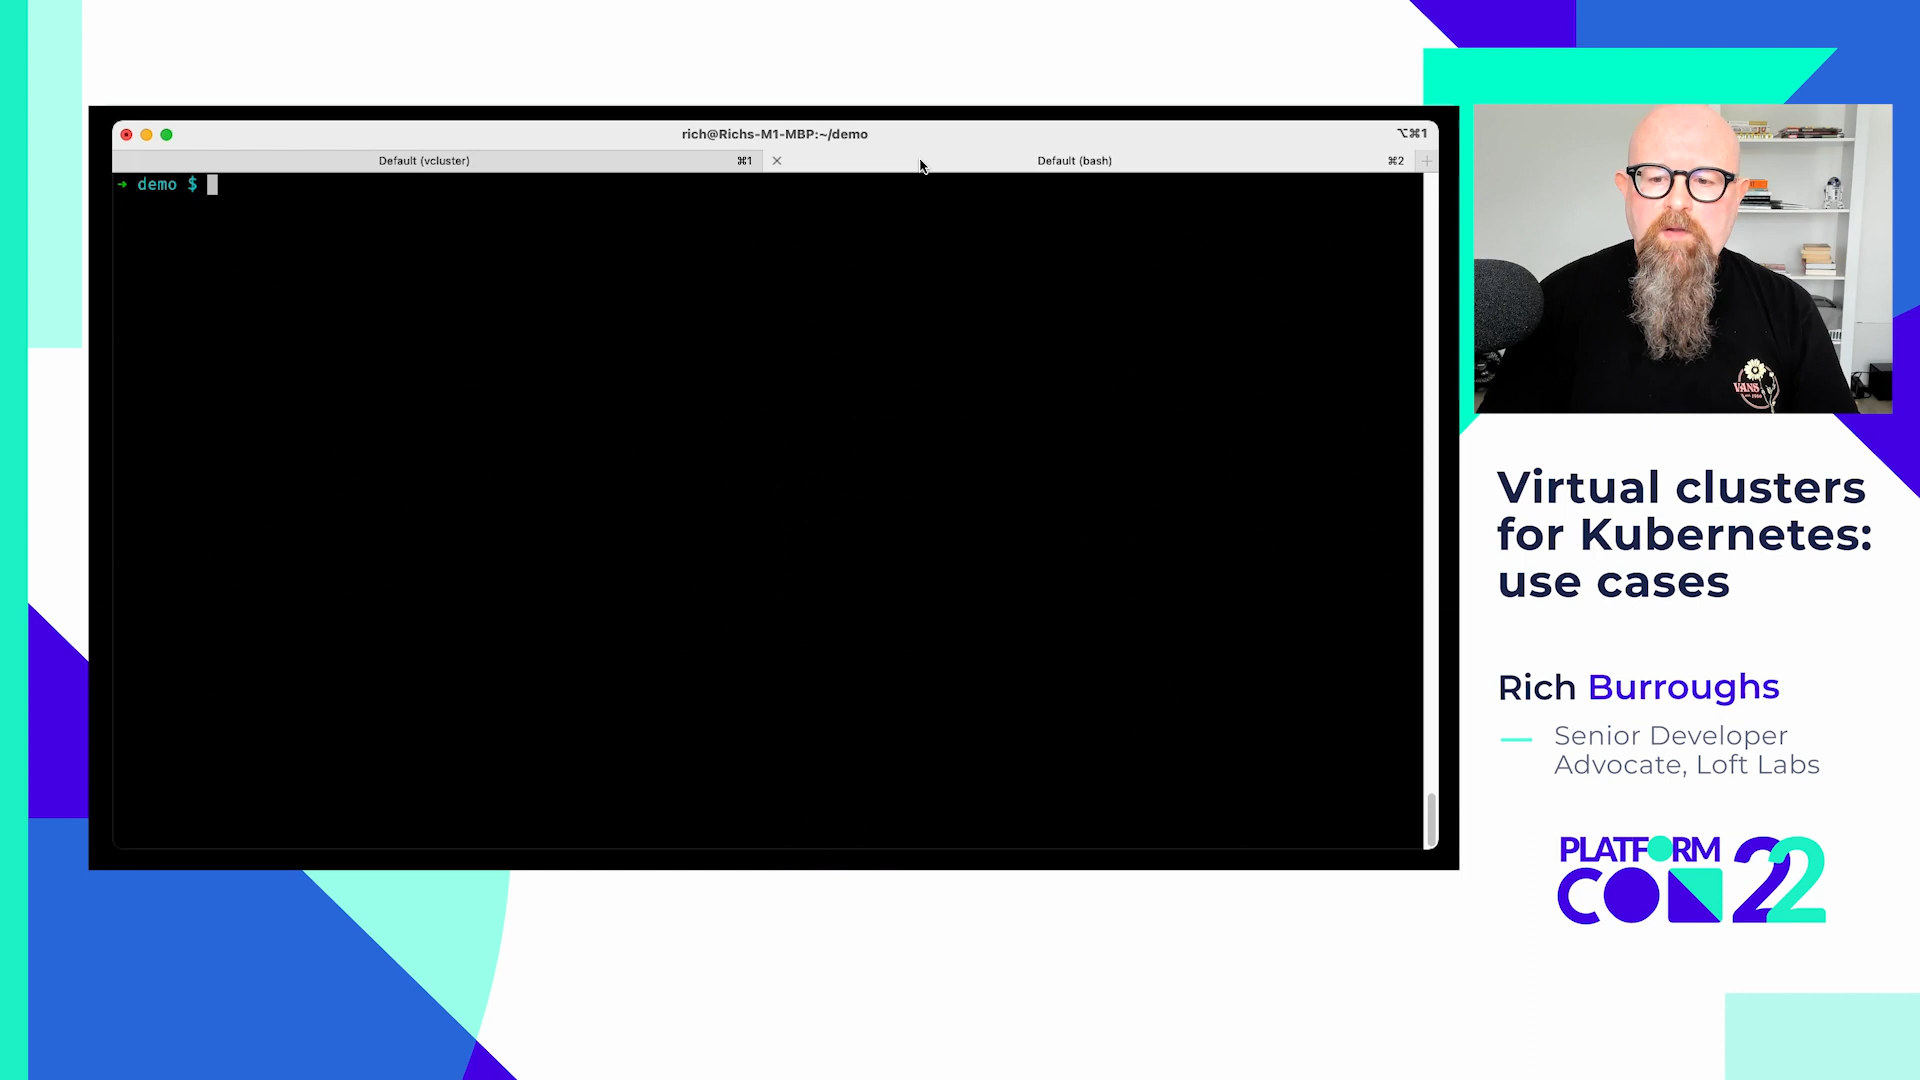 rich@Richs-M1-MBP:~/demo
⌥⌘1
Default (vcluster)
⌘1
Default (bash)
⌘2
➜ demo $
VANS
Virtual clusters
for Kubernetes:
use cases
Rich Burroughs
Senior Developer
Advocate, Loft Labs
PLATFORM
CON 22